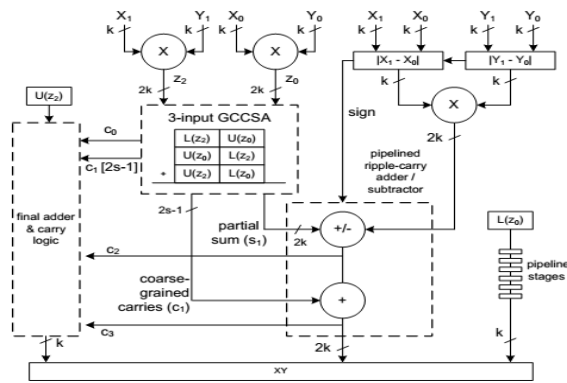 X1 Y1 X0 Y0 X1 X0 Y1 Y0
k k k k k k k k
X X |X1 - X0| |Y1 - Y0|
z2 z0 k k
2k 2k X
U(z2) 3-input GCCSA sign 2k
c0 L(z2) U(z0)
c1 [2s-1] U(z0) L(z2)
+ U(z2) L(z0)
pipelined
ripple-carry
adder /
subtractor
2s-1
final adder
& carry
logic
partial
sum (s1)
2k
+/-
L(z0)
c2
coarse-
grained
carries (c1)
+
pipeline
stages
c3
k 2k k
XY